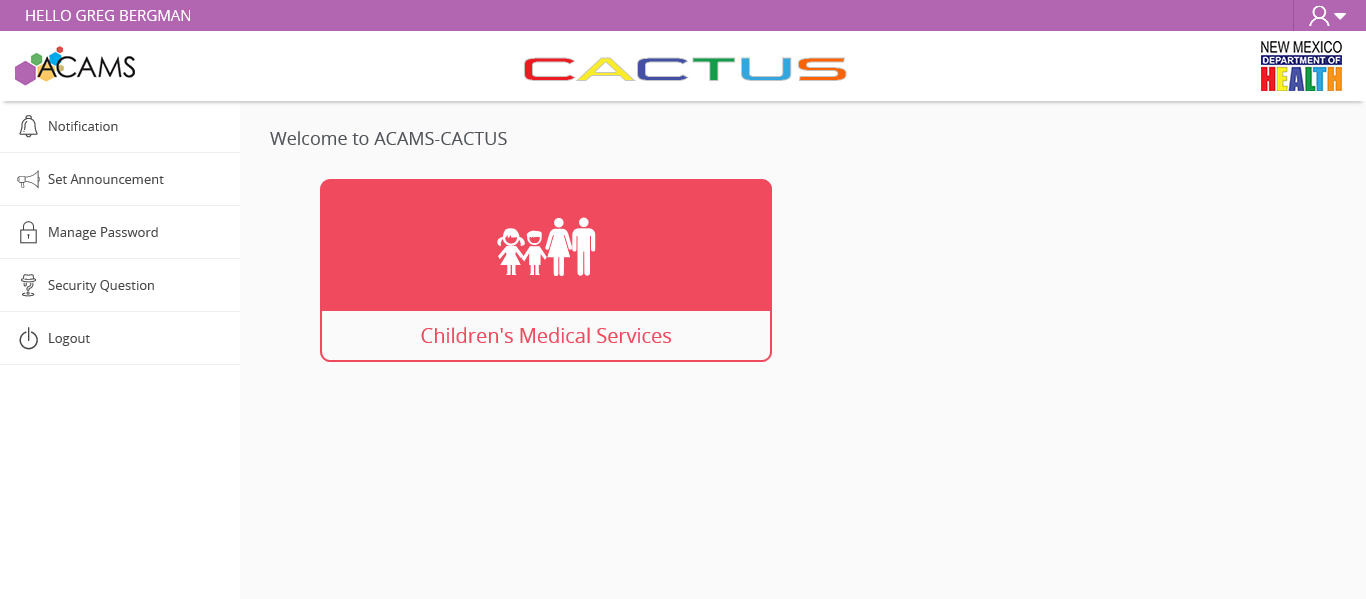 HELLO GREG BERGMAN
ACAMS
CACTUS
NEW MEXICO
DEPARTMENT OF
HEALTH
Notification
Set Announcement
Manage Password
Security Question
Logout
Welcome to ACAMS-CACTUS
Children's Medical Services